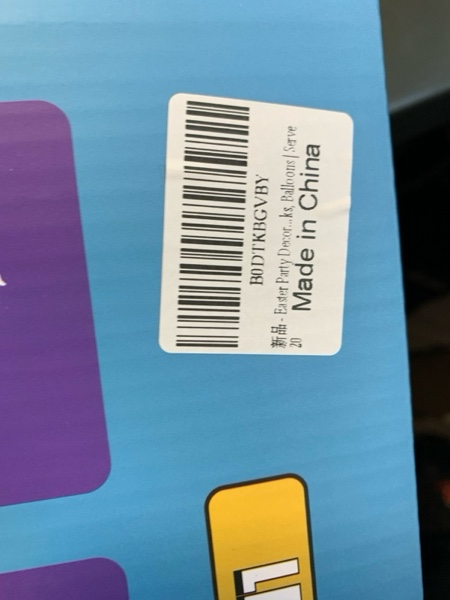 B0DTKBGVBY
新品 - Easter Party Decor...ks, Balloons | Serve
20
Made in China